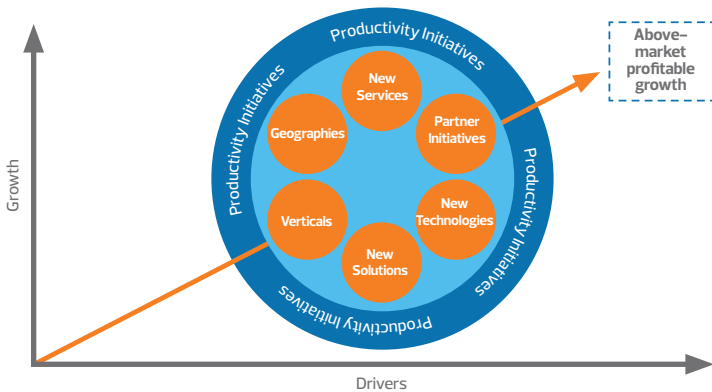 Productivity Initiatives
Above-
market
profitable
growth
New
Services
Geographies
Partner
Initiatives
Productivity Initiatives
Productivity Initiatives
Growth
Verticals
New
Technologies
New
Solutions
Productivity Initiatives
Drivers